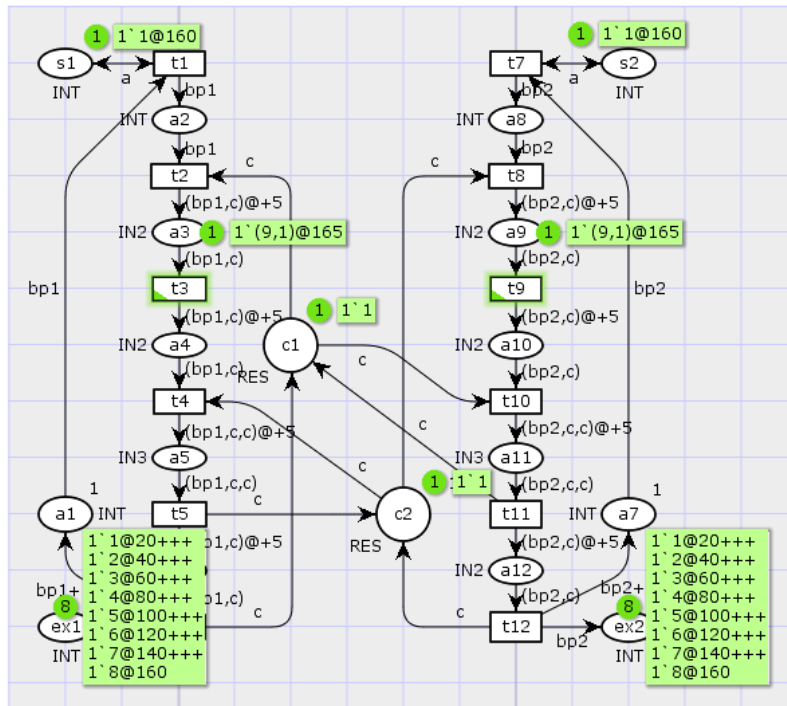 1 1`1@160
1 1`1@160
s1
t1
t7
s2
a
a
INT
bp1
bp2
INT
INT
a2
INT
a8
bp1
bp2
t2
c
c
t8
(bp1,c)@+5
(bp2,c)@+5
IN2
a3
1 1`(9,1)@165
IN2
a9
1 1`(9,1)@165
(bp1,c)
(bp2,c)
bp1
t3
t9
bp2
1 1`1
(bp1,c)@+5
(bp2,c)@+5
IN2
a4
c1
IN2
a10
c
(bp1,c)
RES
(bp2,c)
t4
t10
c
(bp1,c,c)@+5
(bp2,c,c)@+5
IN3
a5
c
IN3
a11
(bp1,c,c)
1 1`1
(bp2,c,c)
1
1
c
a1
INT
t5
c2
t11
INT
a7
RES
1`1@20+++
1`2@40+++
1`3@60+++
1`4@80+++
1`5@100+++
1`6@120+++
1`7@140+++
1`8@160
p1,c)@+5
(bp2,c)@+5
1`1@20+++
1`2@40+++
1`3@60+++
1`4@80+++
1`5@100+++
1`6@120+++
1`7@140+++
1`8@160
IN2
a12
bp1+
p1,c)
(bp2,c)
bp2+
8
8
ex1
c
c
t12
ex2
bp2
INT
INT